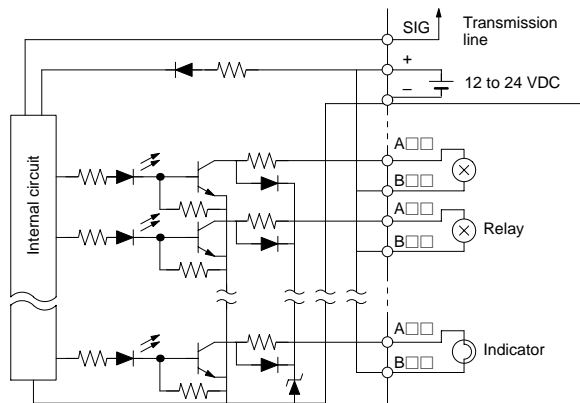 SIG
Transmission
line
+
–
12 to 24 VDC
Internal circuit
A□□
B□□
A□□
Relay
B□□
A□□
Indicator
B□□